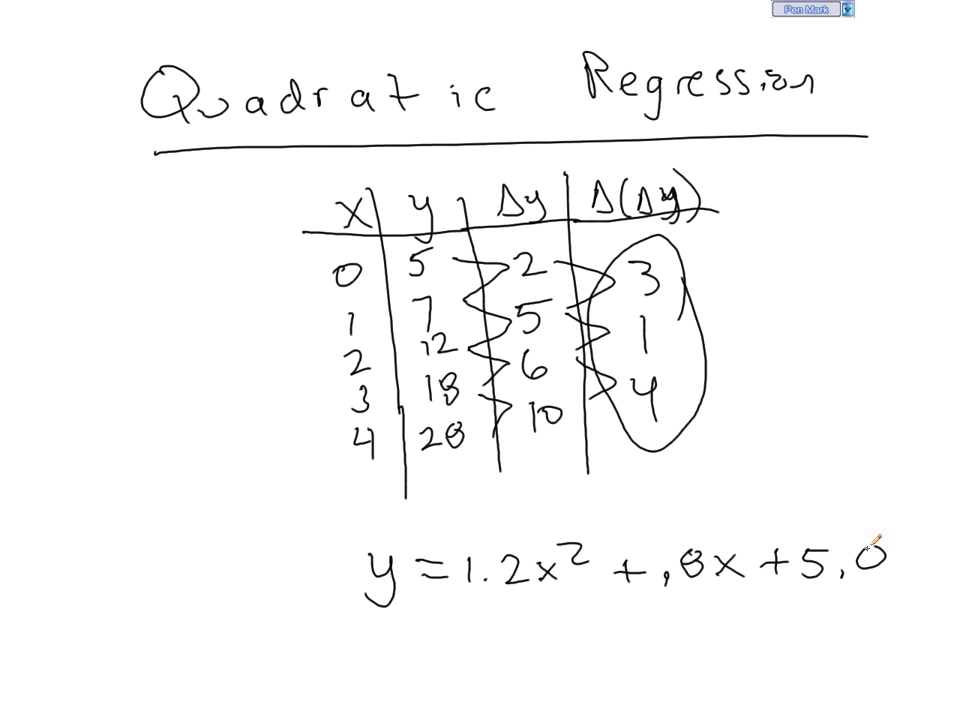 Pen Mark
Quadratic Regression
x y Δy Δ(Δy)
0 5 2 3
1 7 5 1
2 12 6 4
3 18 10
4 28
y = 1.2x² + .8x + 5.0